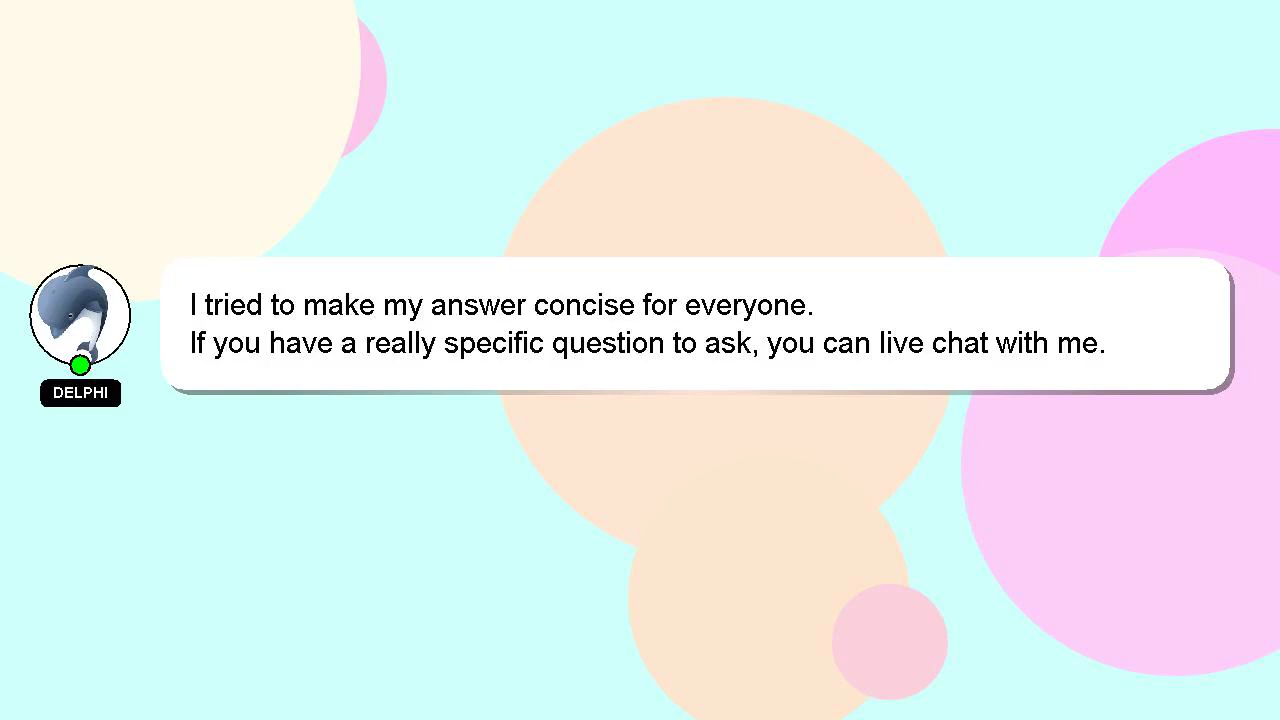 I tried to make my answer concise for everyone.
If you have a really specific question to ask, you can live chat with me.
DELPHI